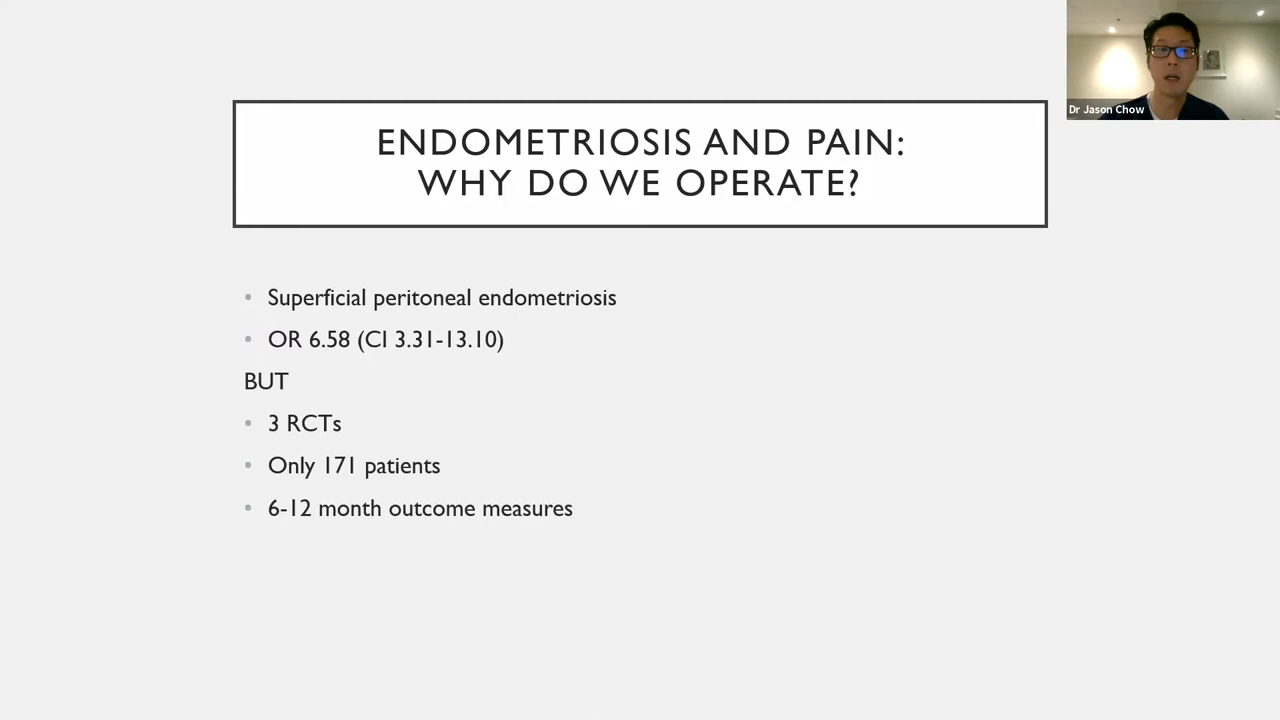 ENDOMETRIOSIS AND PAIN:
WHY DO WE OPERATE?
Dr Jason Chow
• Superficial peritoneal endometriosis
• OR 6.58 (CI 3.31-13.10)
BUT
• 3 RCTs
• Only 171 patients
• 6-12 month outcome measures